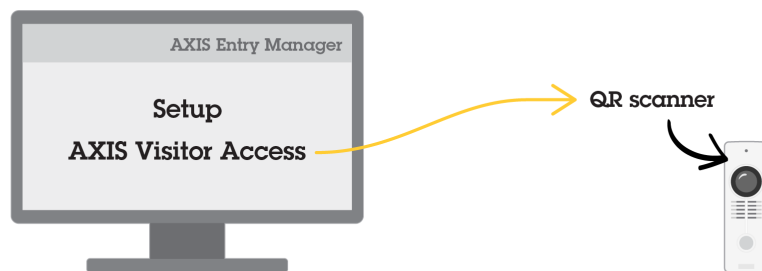 AXIS Entry Manager
Setup
AXIS Visitor Access
QR scanner